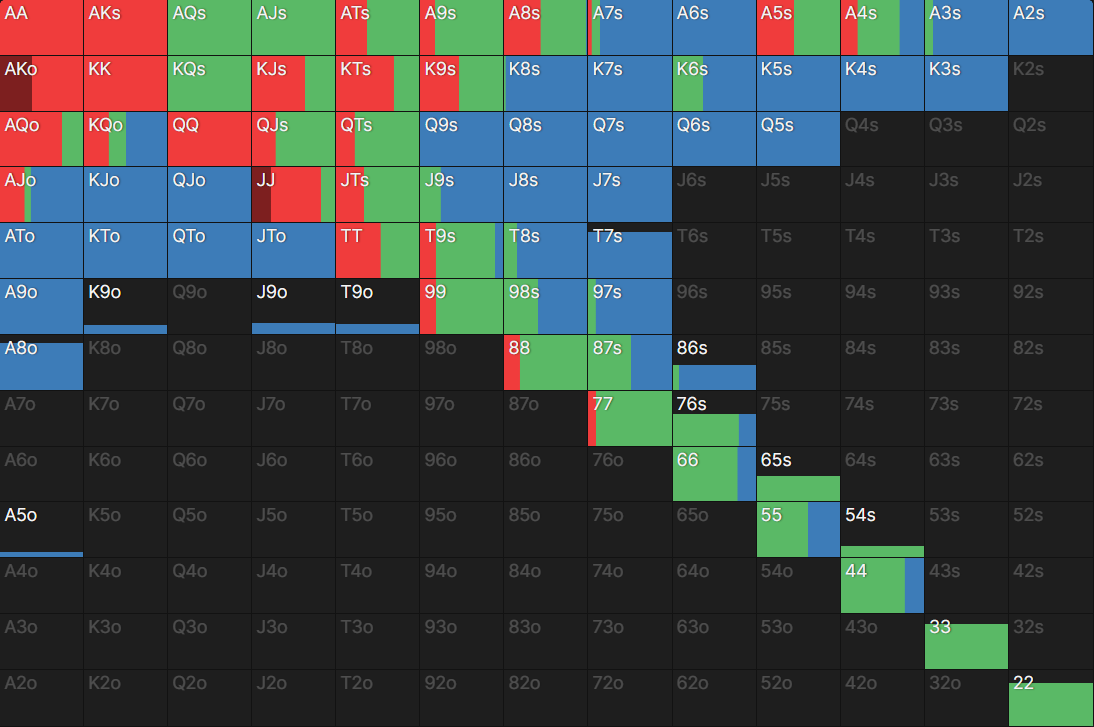 AA AKs AQs AJs ATs A9s A8s A7s A6s A5s A4s A3s A2s
AKo KK KQs KJs KTs K9s K8s K7s K6s K5s K4s K3s K2s
AQo KQo QQ QJs QTs Q9s Q8s Q7s Q6s Q5s Q4s Q3s Q2s
AJo KJo QJo JJ JTs J9s J8s J7s J6s J5s J4s J3s J2s
ATo KTo QTo JTo TT T9s T8s T7s T6s T5s T4s T3s T2s
A9o K9o Q9o J9o T9o 99 98s 97s 96s 95s 94s 93s 92s
A8o K8o Q8o J8o T8o 98o 88 87s 86s 85s 84s 83s 82s
A7o K7o Q7o J7o T7o 97o 87o 77 76s 75s 74s 73s 72s
A6o K6o Q6o J6o T6o 96o 86o 76o 66 65s 64s 63s 62s
A5o K5o Q5o J5o T5o 95o 85o 75o 65o 55 54s 53s 52s
A4o K4o Q4o J4o T4o 94o 84o 74o 64o 54o 44 43s 42s
A3o K3o Q3o J3o T3o 93o 83o 73o 63o 53o 43o 33 32s
A2o K2o Q2o J2o T2o 92o 82o 72o 62o 52o 42o 32o 22